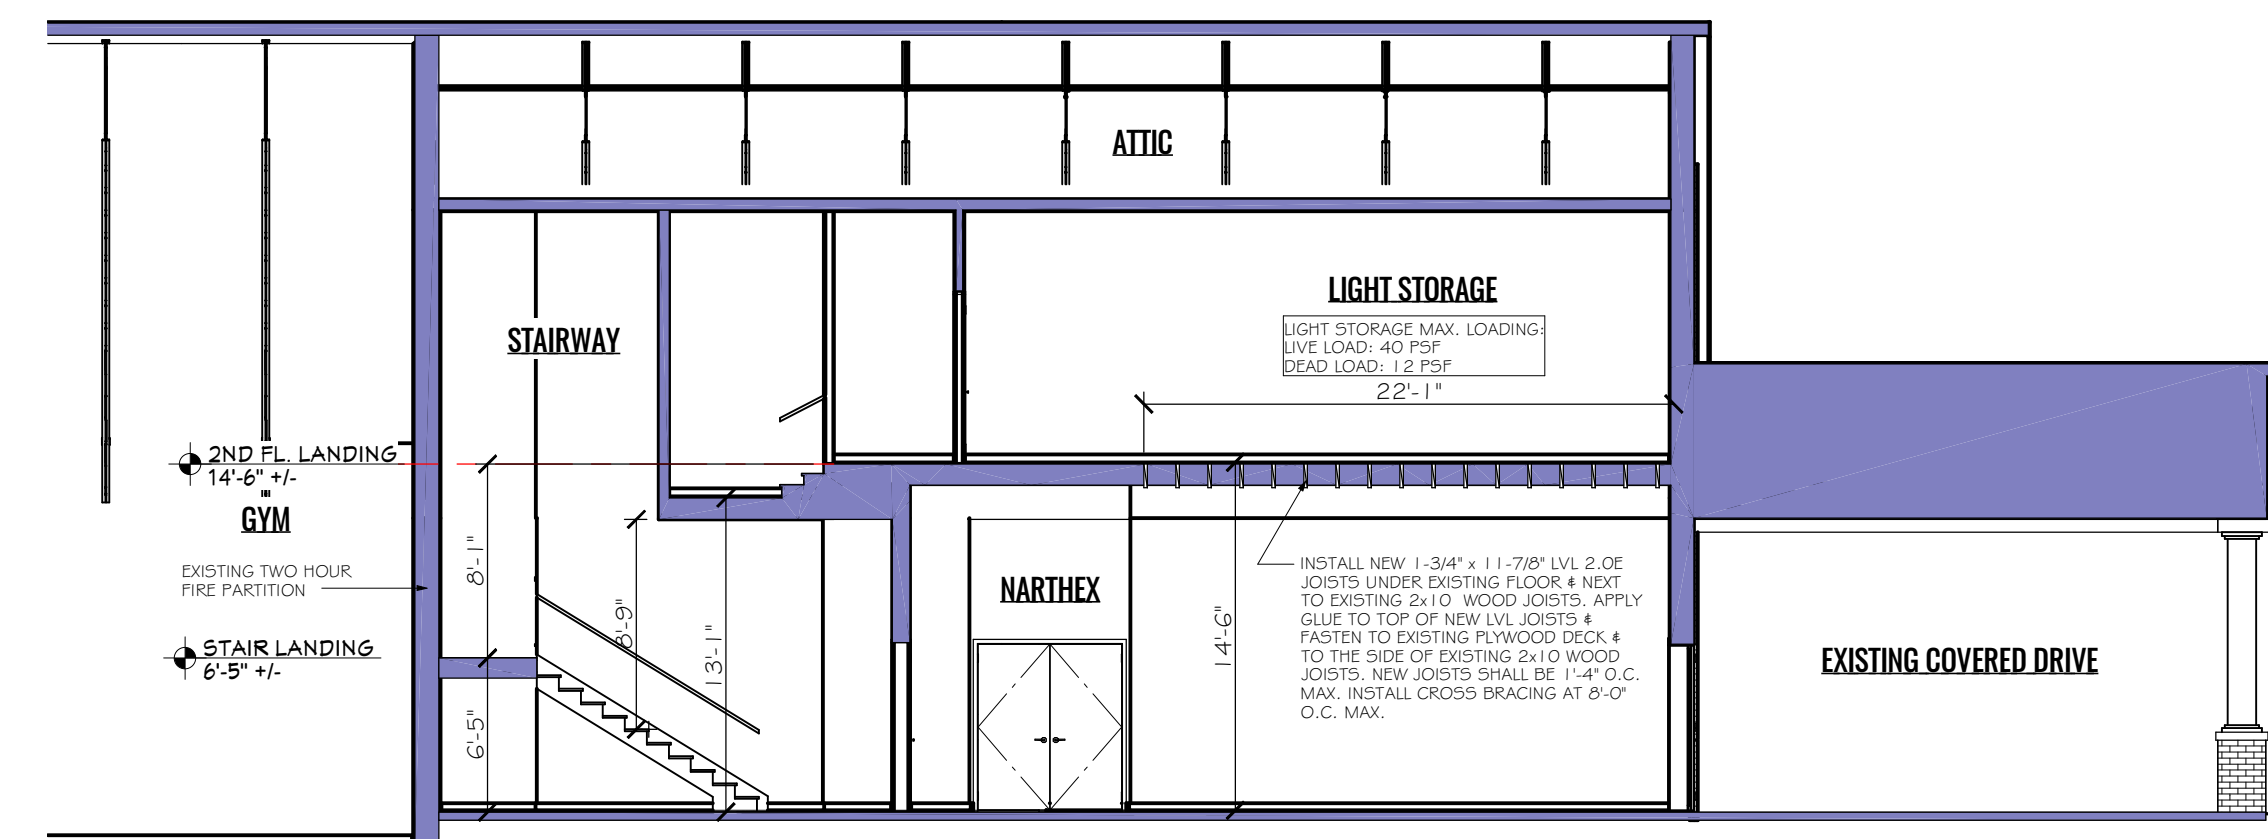 ATTIC
LIGHT STORAGE
LIGHT STORAGE MAX. LOADING:
LIVE LOAD: 40 PSF
DEAD LOAD: 12 PSF
22'-1"
STAIRWAY
2ND FL. LANDING
14'-6" +/-
GYM
EXISTING TWO HOUR
FIRE PARTITION
STAIR LANDING
6'-5" +/-
8'-1"
6'-5"
8'-9"
13'-1"
NARTHEX
14'-6"
INSTALL NEW 1-3/4" x 11-7/8" LVL 2.0E
JOISTS UNDER EXISTING FLOOR & NEXT
TO EXISTING 2x10 WOOD JOISTS. APPLY
GLUE TO TOP OF NEW LVL JOISTS &
FASTEN TO EXISTING PLYWOOD DECK &
TO THE SIDE OF EXISTING 2x10 WOOD
JOISTS. NEW JOISTS SHALL BE 1'-4" O.C.
MAX. INSTALL CROSS BRACING AT 8'-0"
O.C. MAX.
EXISTING COVERED DRIVE